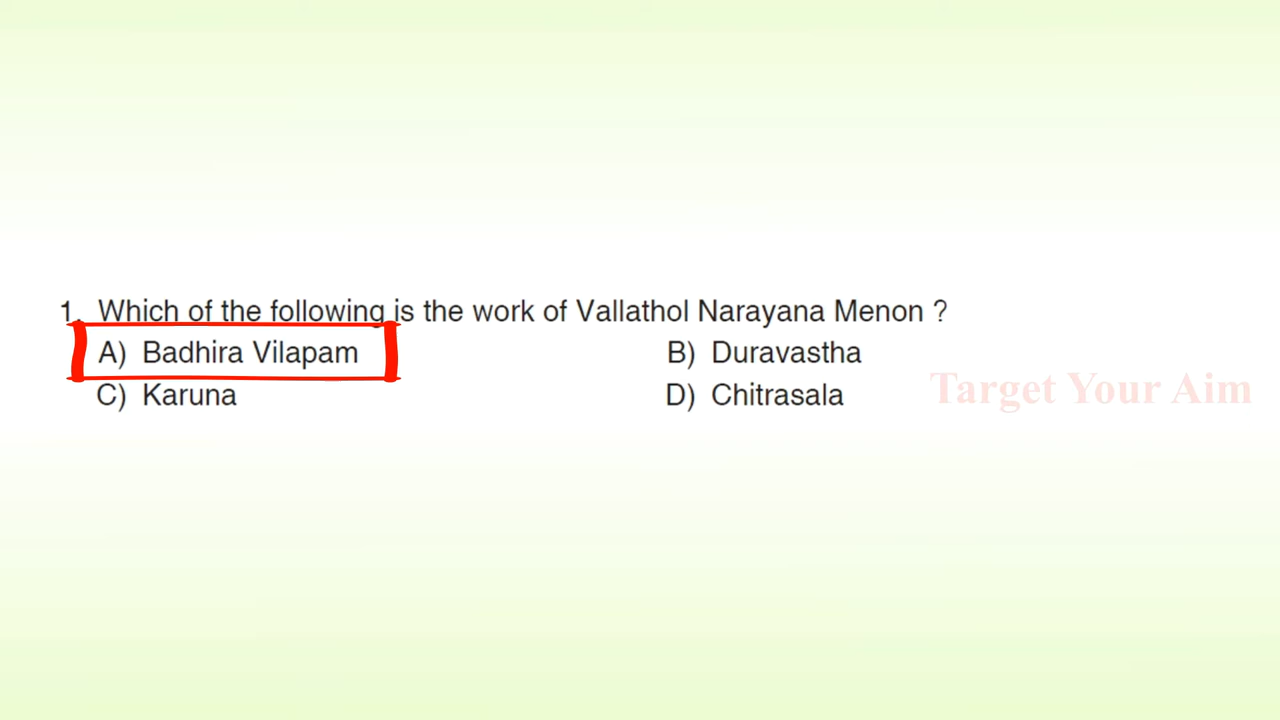 1. Which of the following is the work of Vallathol Narayana Menon ?
A) Badhira Vilapam B) Duravastha
C) Karuna D) Chitrasala
Target Your Aim